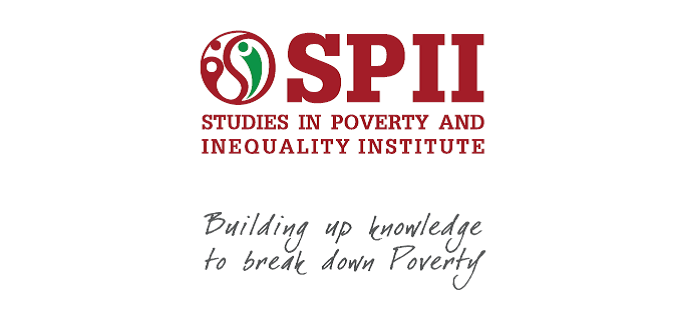 SPII
STUDIES IN POVERTY AND
INEQUALITY INSTITUTE
Building up knowledge
to break down Poverty